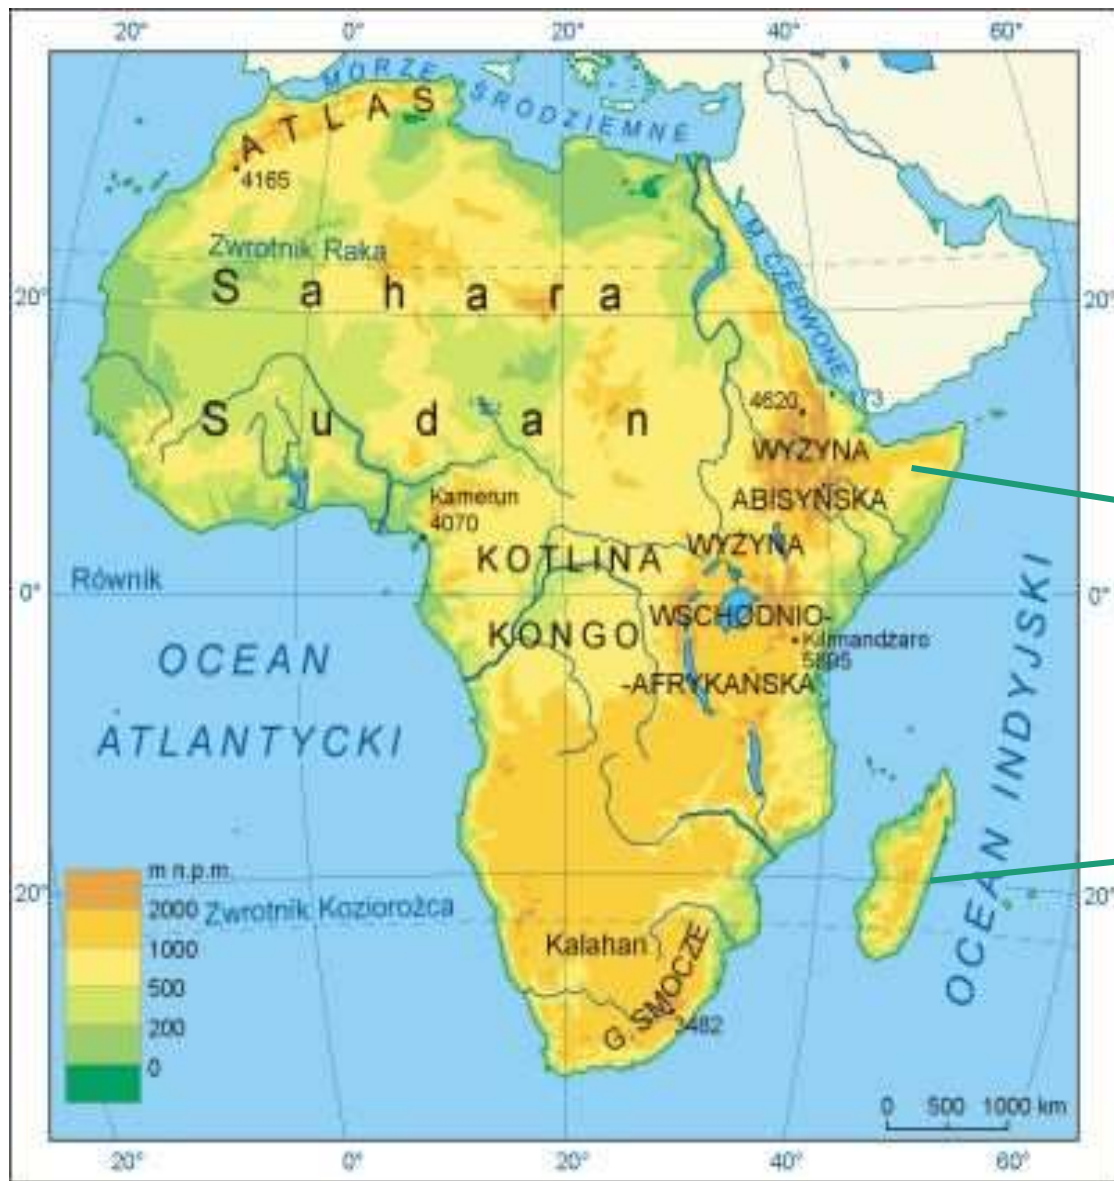 20° 0° 20° 40° 60°
MORZE ŚRÓDZIEMNE
ATLAS
4165
Zwrotnik Raka
Sahara
M. CZERWONE
20° 20°
4620
173
Sudan
WYŻYNA
ABISYŃSKA
Kamerun
4070
WYŻYNA
KOTLINA
Równik
0° 0°
WSCHODNIO-
KONGO
Kilimandżaro
5895
-AFRYKAŃSKA
OCEAN
ATLANTYCKI
OCEAN INDYJSKI
m n.p.m.
2000
1000
500
200
0
20° 20°
Zwrotnik Koziorożca
Kalahari
G. SMOCZE
3482
0 500 1000 km
20° 0° 20° 40° 60°